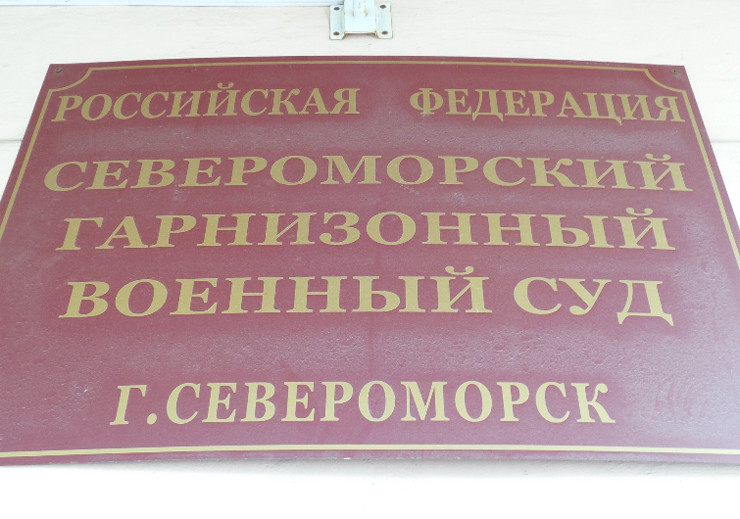 РОССИЙСКАЯ ФЕДЕРАЦИЯ
СЕВЕРОМОРСКИЙ
ГАРНИЗОННЫЙ
ВОЕННЫЙ СУД
Г.СЕВЕРОМОРСК